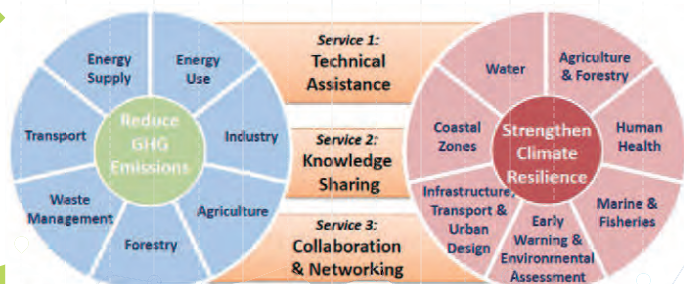 Energy
Supply
Energy
Use
Transport
Reduce
GHG
Emissions
Industry
Waste
Management
Agriculture
Forestry
Service 1:
Technical
Assistance
Service 2:
Knowledge
Sharing
Service 3:
Collaboration
& Networking
Water
Agriculture
& Forestry
Coastal
Zones
Strengthen
Climate
Resilience
Human
Health
Infrastructure,
Transport &
Urban
Design
Early
Warning &
Environmental
Assessment
Marine &
Fisheries